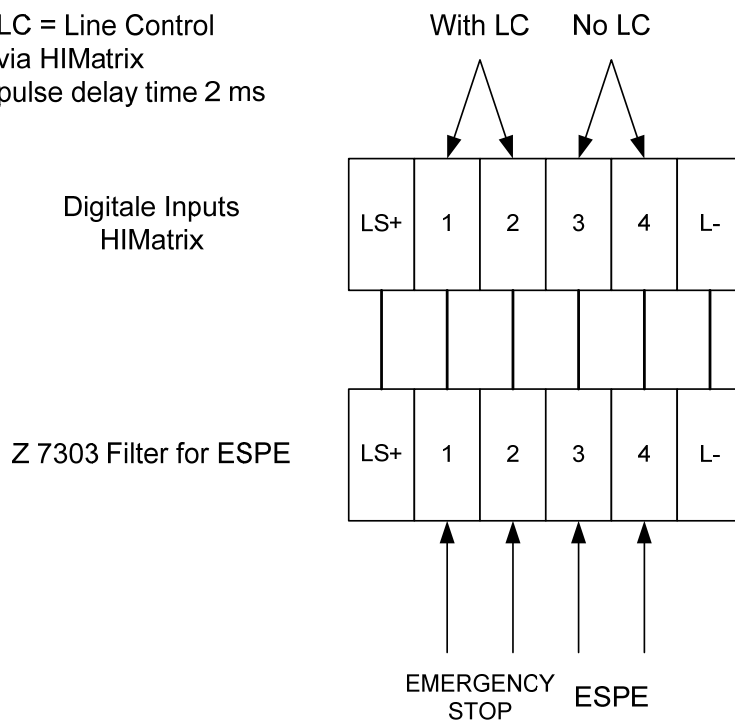 LC = Line Control
via HIMatrix
pulse delay time 2 ms
With LC No LC
Digitale Inputs
HIMatrix
LS+ 1 2 3 4 L-
Z 7303 Filter for ESPE
LS+ 1 2 3 4 L-
EMERGENCY
STOP
ESPE